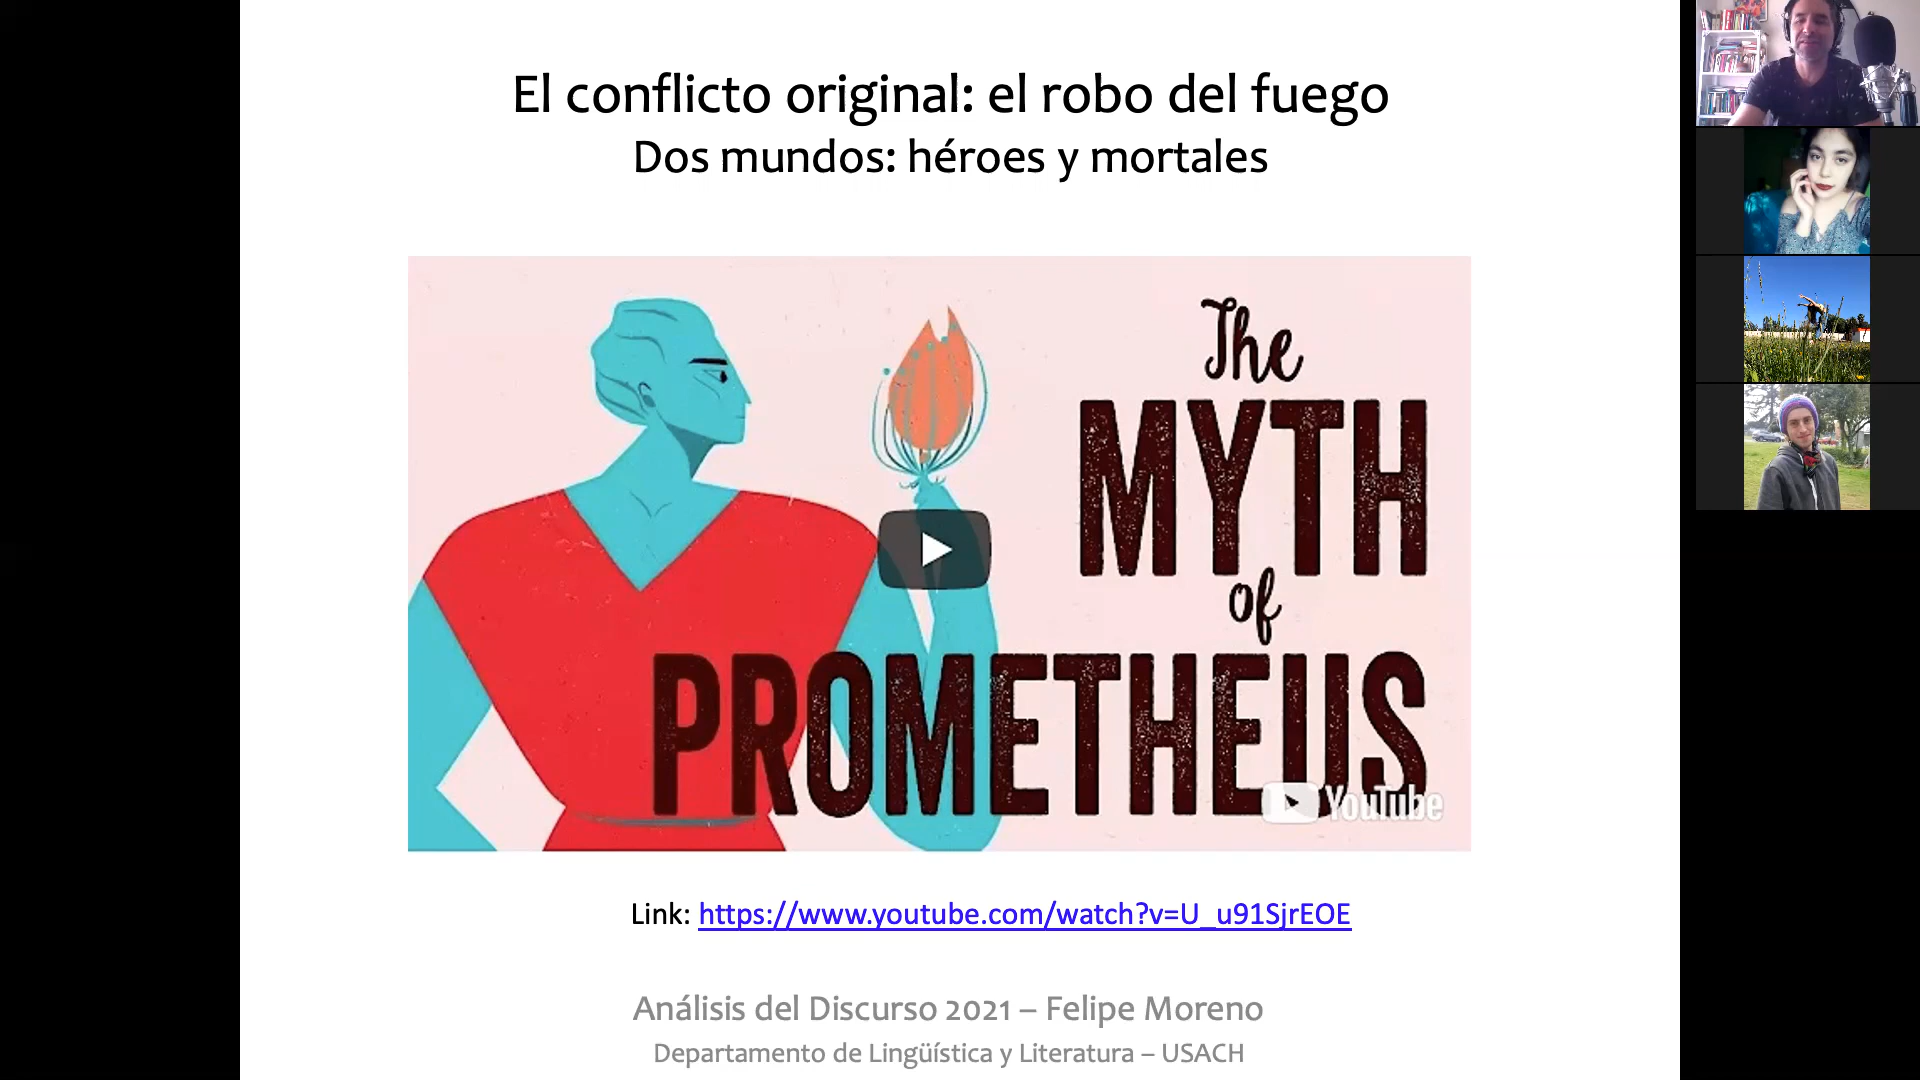 El conflicto original: el robo del fuego
Dos mundos: héroes y mortales
The
MYTH
of
PROMETHEUS
YouTube
Link: https://www.youtube.com/watch?v=U_u91SjrEOE
Análisis del Discurso 2021 – Felipe Moreno
Departamento de Lingüística y Literatura – USACH